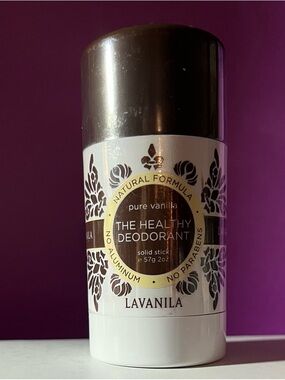 NATURAL FORMULA
pure vanilla
THE HEALTHY
DEODORANT
solid stick
e 57g 2oz
NO ALUMINUM
NO PARABENS
LAVANILA